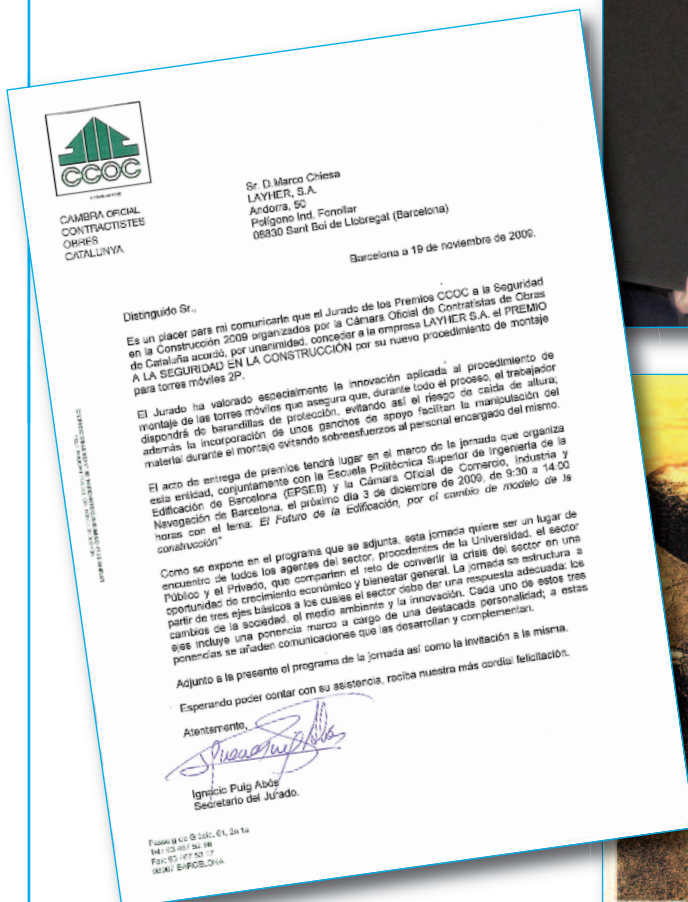 CCOC
CAMBRA OFICIAL
CONTRACTISTES
OBRES
CATALUNYA
Sr. D.Marco Chiesa
LAYHER, S.A.
Andorra, 50
Polígono Ind. Fonollar
08830 Sant Boi de Llobregat (Barcelona)
Barcelona a 19 de noviembre de 2009.
Distinguido Sr.,
Es un placer para mi comunicarle que el Jurado de los Premios CCOC a la Seguridad
en la Construcción 2009 organizados por la Cámara Oficial de Contratistas de Obras
de Cataluña acordó, por unanimidad, conceder a la empresa LAYHER S.A. el PREMIO
A LA SEGURIDAD EN LA CONSTRUCCIÓN por su nuevo procedimiento de montaje
para torres móviles 2P.
El Jurado ha valorado especialmente la innovación aplicada al procedimiento de
montaje de las torres móviles que asegura que, durante todo el proceso, el trabajador
dispondrá de barandillas de protección, evitando así el riesgo de caída de altura;
además la incorporación de unos ganchos de apoyo facilitan la manipulación del
material durante el montaje evitando sobreesfuerzos al personal encargado del mismo.
El acto de entrega de premios tendrá lugar en el marco de la jornada que organiza
esta entidad, conjuntamente con la Escuela Politécnica Superior de Ingeniería de la
Edificación de Barcelona (EPSEB) y la Cámara Oficial de Comercio, Industria y
Navegación de Barcelona, el próximo día 3 de diciembre de 2009, de 9:30 a 14:00
horas con el lema: El Futuro de la Edificación, por el cambio de modelo de la
construcción"
Como se expone en el programa que se adjunta, esta jornada quiere ser un lugar de
encuentro de todos los agentes del sector, procedentes de la Universidad, el sector
Público y el Privado, que comparten el reto de convertir la crisis del sector en una
oportunidad de crecimiento económico y bienestar general. La jornada se estructura a
partir de tres ejes básicos a los cuales el sector debe dar una respuesta adecuada: los
cambios de la sociedad, el medio ambiente y la innovación. Cada uno de estos tres
ejes incluye una ponencia marco a cargo de una destacada personalidad; a estas
ponencias se añaden comunicaciones que las desarrollan y complementan.
Adjunto a la presente el programa de la jornada así como la invitación a la misma.
Esperando poder contar con su asistencia, reciba nuestra más cordial felicitación.
Atentamente,
Ignacio Puig Abós
Secretario del Jurado.
Passeig de Gràcia, 61, 2n 1a
08007 BARCELONA